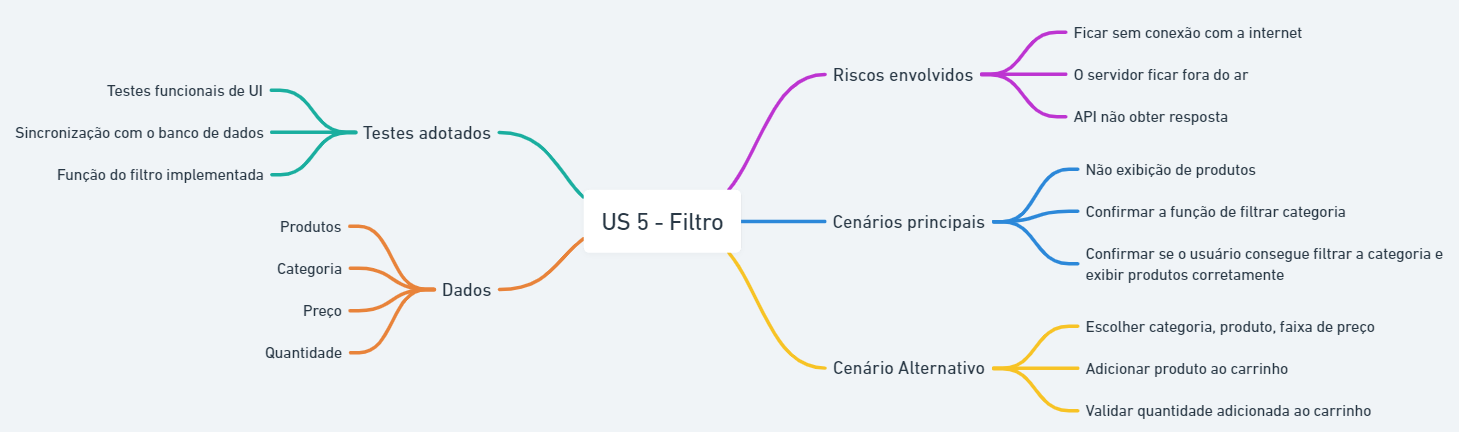 US 5 - Filtro
Riscos envolvidos
Ficar sem conexão com a internet
O servidor ficar fora do ar
API não obter resposta
Cenários principais
Não exibição de produtos
Confirmar a função de filtrar categoria
Confirmar se o usuário consegue filtrar a categoria e
exibir produtos corretamente
Cenário Alternativo
Escolher categoria, produto, faixa de preço
Adicionar produto ao carrinho
Validar quantidade adicionada ao carrinho
Testes adotados
Testes funcionais de UI
Sincronização com o banco de dados
Função do filtro implementada
Dados
Produtos
Categoria
Preço
Quantidade